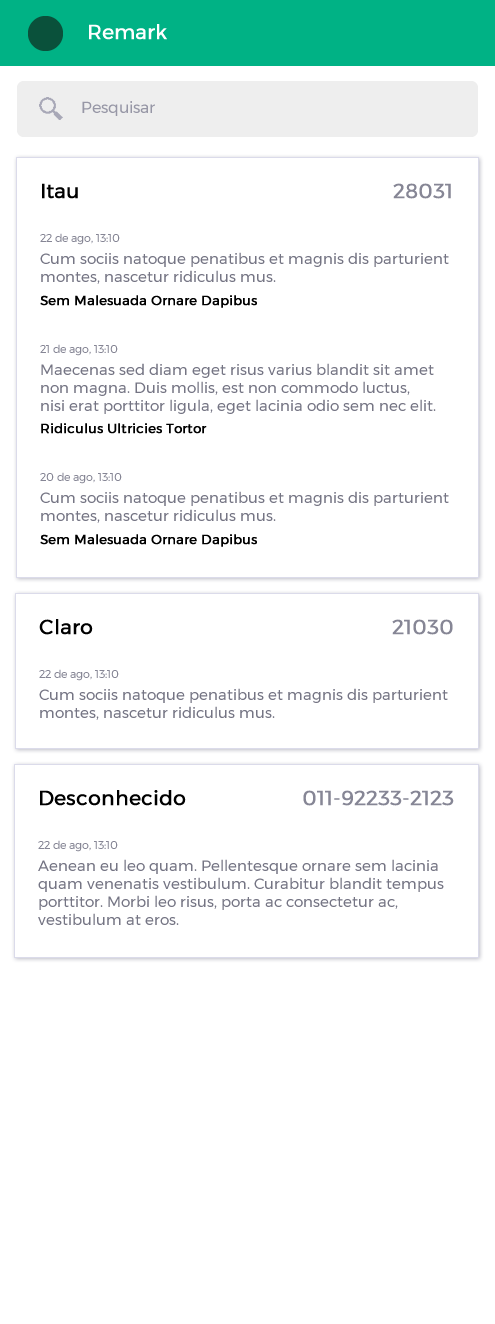 Remark
Pesquisar
Itau 28031
22 de ago, 13:10
Cum sociis natoque penatibus et magnis dis parturient
montes, nascetur ridiculus mus.
Sem Malesuada Ornare Dapibus
21 de ago, 13:10
Maecenas sed diam eget risus varius blandit sit amet
non magna. Duis mollis, est non commodo luctus,
nisi erat porttitor ligula, eget lacinia odio sem nec elit.
Ridiculus Ultricies Tortor
20 de ago, 13:10
Cum sociis natoque penatibus et magnis dis parturient
montes, nascetur ridiculus mus.
Sem Malesuada Ornare Dapibus
Claro 21030
22 de ago, 13:10
Cum sociis natoque penatibus et magnis dis parturient
montes, nascetur ridiculus mus.
Desconhecido 011-92233-2123
22 de ago, 13:10
Aenean eu leo quam. Pellentesque ornare sem lacinia
quam venenatis vestibulum. Curabitur blandit tempus
porttitor. Morbi leo risus, porta ac consectetur ac,
vestibulum at eros.